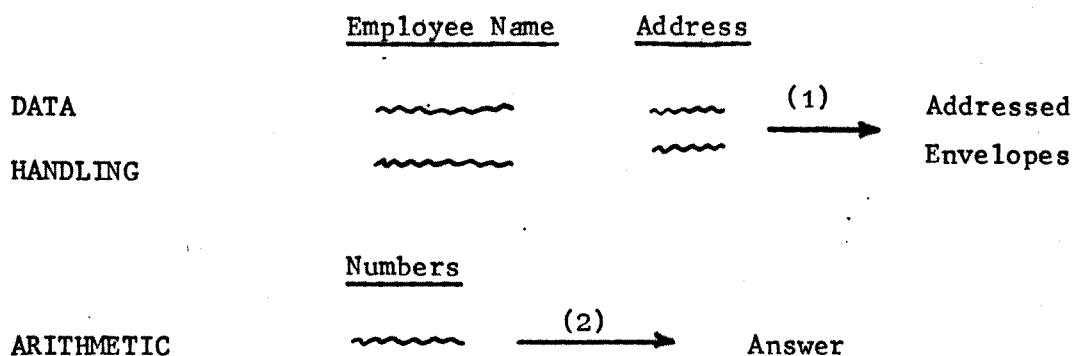 Employee Name Address
DATA (1) Addressed
HANDLING Envelopes
Numbers
ARITHMETIC (2) Answer